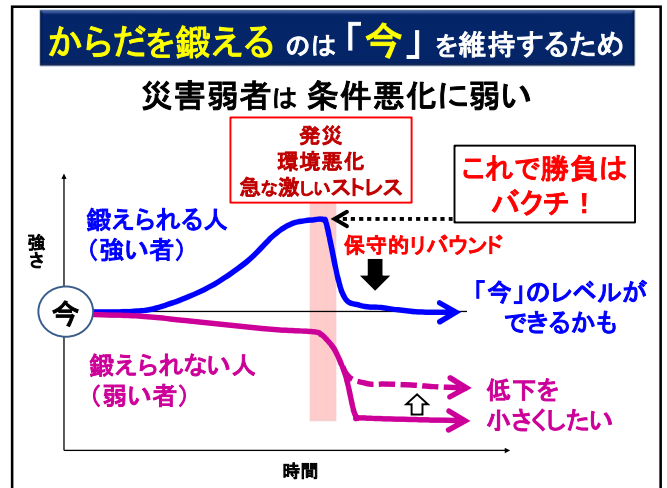 からだを鍛える のは 「今」 を維持するため
災害弱者は 条件悪化に弱い
発災
環境悪化
急な激しいストレス
これで勝負は
バクチ！
鍛えられる人
（強い者）
保守的リバウンド
強さ
今
「今」のレベルが
できるかも
鍛えられない人
（弱い者）
低下を
小さくしたい
時間